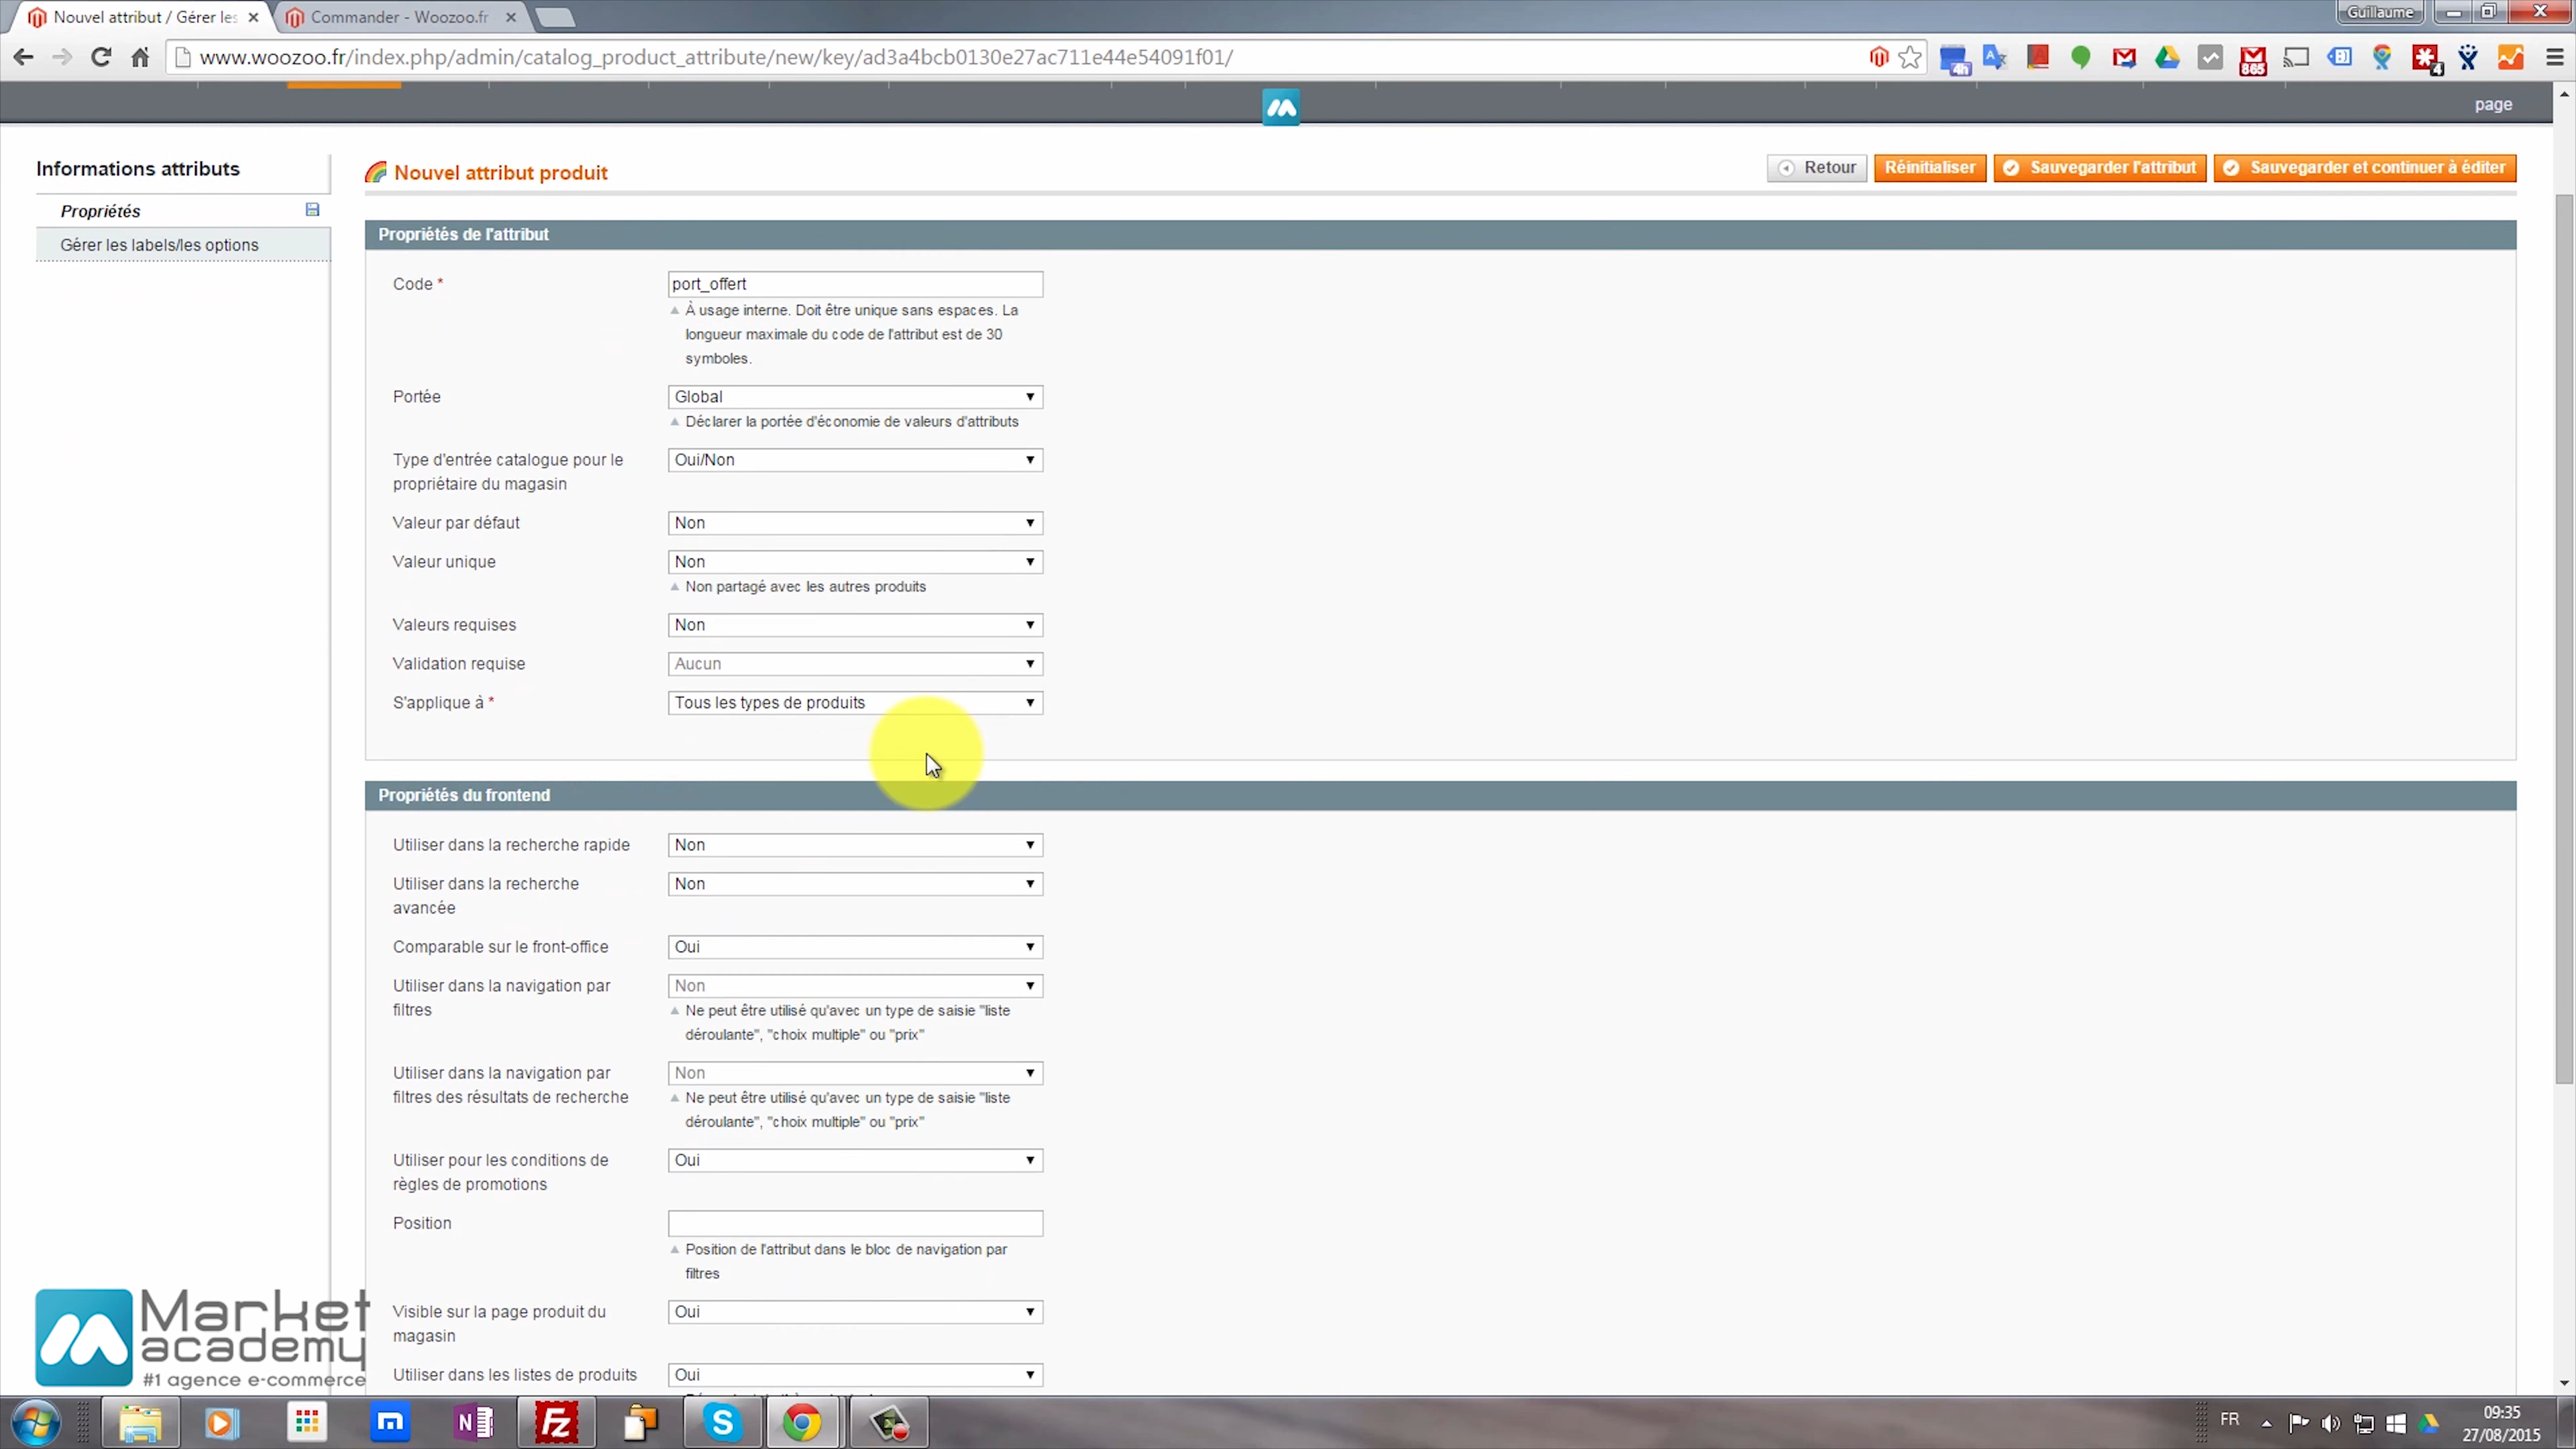 Nouvel attribut / Gérer les
Commander - Woozoo.fr
Guillaume
www.woozoo.fr/index.php/admin/catalog_product_attribute/new/key/ad3a4bcb0130e27ac711e44e54091f01/
page
Informations attributs
Propriétés
Gérer les labels/les options
Nouvel attribut produit
Retour
Réinitialiser
Sauvegarder l'attribut
Sauvegarder et continuer à éditer
Propriétés de l'attribut
Code *
port_offert
À usage interne. Doit être unique sans espaces. La
longueur maximale du code de l'attribut est de 30
symboles.
Portée
Global
Déclarer la portée d'économie de valeurs d'attributs
Type d'entrée catalogue pour le
propriétaire du magasin
Oui/Non
Valeur par défaut
Non
Valeur unique
Non
Non partagé avec les autres produits
Valeurs requises
Non
Validation requise
Aucun
S'applique à *
Tous les types de produits
Propriétés du frontend
Utiliser dans la recherche rapide
Non
Utiliser dans la recherche
avancée
Non
Comparable sur le front-office
Oui
Utiliser dans la navigation par
filtres
Non
Ne peut être utilisé qu'avec un type de saisie "liste
déroulante", "choix multiple" ou "prix"
Utiliser dans la navigation par
filtres des résultats de recherche
Non
Ne peut être utilisé qu'avec un type de saisie "liste
déroulante", "choix multiple" ou "prix"
Utiliser pour les conditions de
règles de promotions
Oui
Position
Position de l'attribut dans le bloc de navigation par
filtres
Visible sur la page produit du
magasin
Oui
Utiliser dans les listes de produits
Oui
Market
academy
#1 agence e-commerce
FR
09:35
27/08/2015